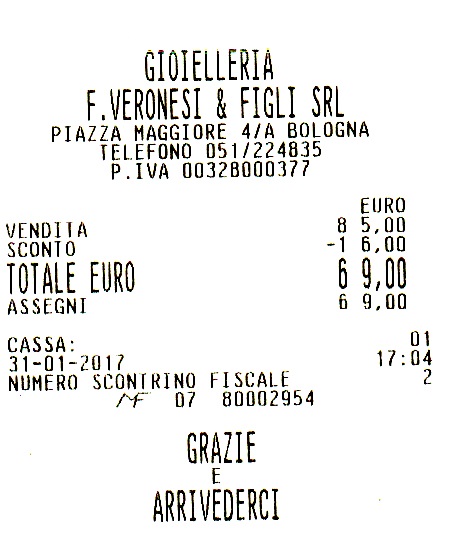 GIOIELLERIA
F.VERONESI & FIGLI SRL
PIAZZA MAGGIORE 4/A BOLOGNA
TELEFONO 051/224835
P.IVA 00328000377
EURO
VENDITA 8 5,00
SCONTO -1 6,00
TOTALE EURO 6 9,00
ASSEGNI 6 9,00
CASSA: 01
31-01-2017 17:04
NUMERO SCONTRINO FISCALE 2
MF 07 80002954
GRAZIE
E
ARRIVEDERCI